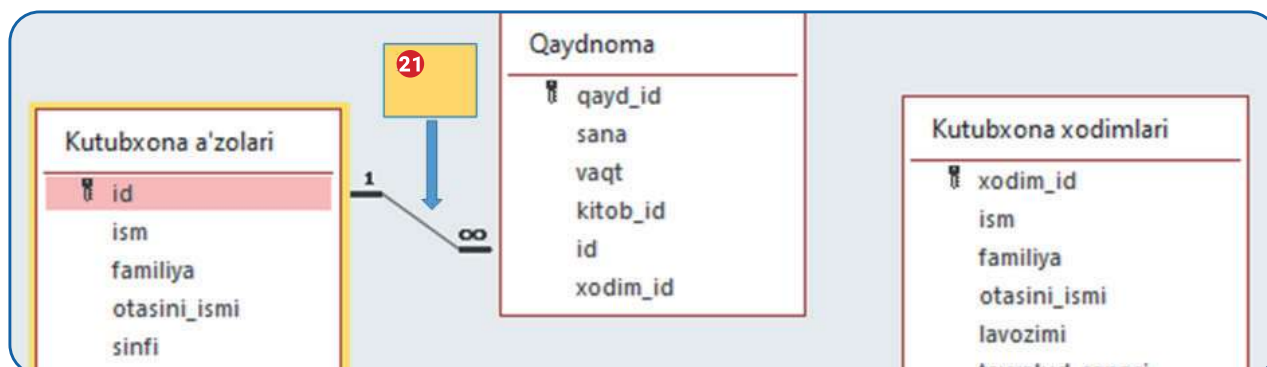 21
Kutubxona a'zolari
id
ism
familiya
otasini_ismi
sinfi
1
∞
Qaydnoma
qayd_id
sana
vaqt
kitob_id
id
xodim_id
Kutubxona xodimlari
xodim_id
ism
familiya
otasini_ismi
lavozimi